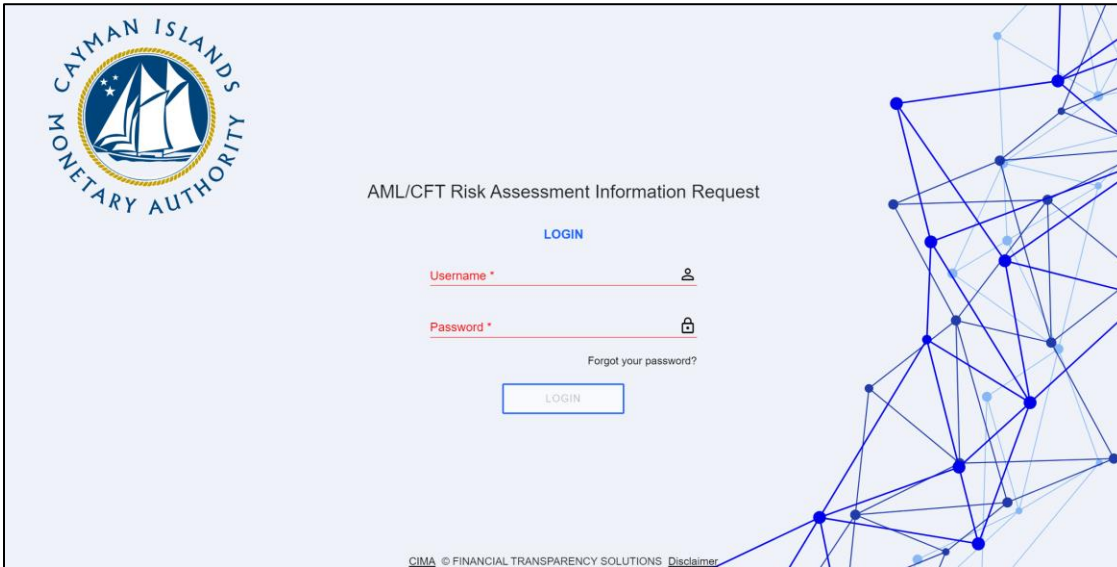 CAYMAN ISLANDS
MONETARY AUTHORITY
AML/CFT Risk Assessment Information Request
LOGIN
Username *
Password *
Forgot your password?
LOGIN
CIMA © FINANCIAL TRANSPARENCY SOLUTIONS Disclaimer